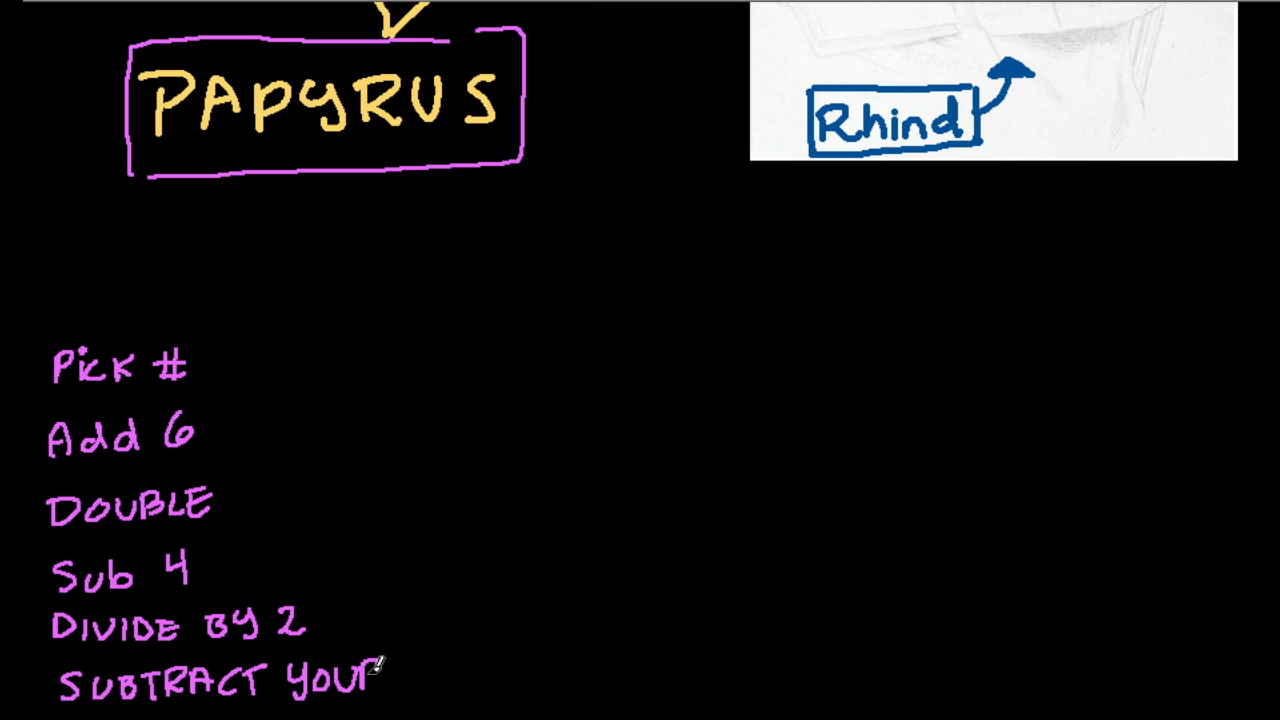 PAPYRUS
Rhind
Pick #
Add 6
DOUBLE
Sub 4
DIVIDE BY 2
SUBTRACT YOUR